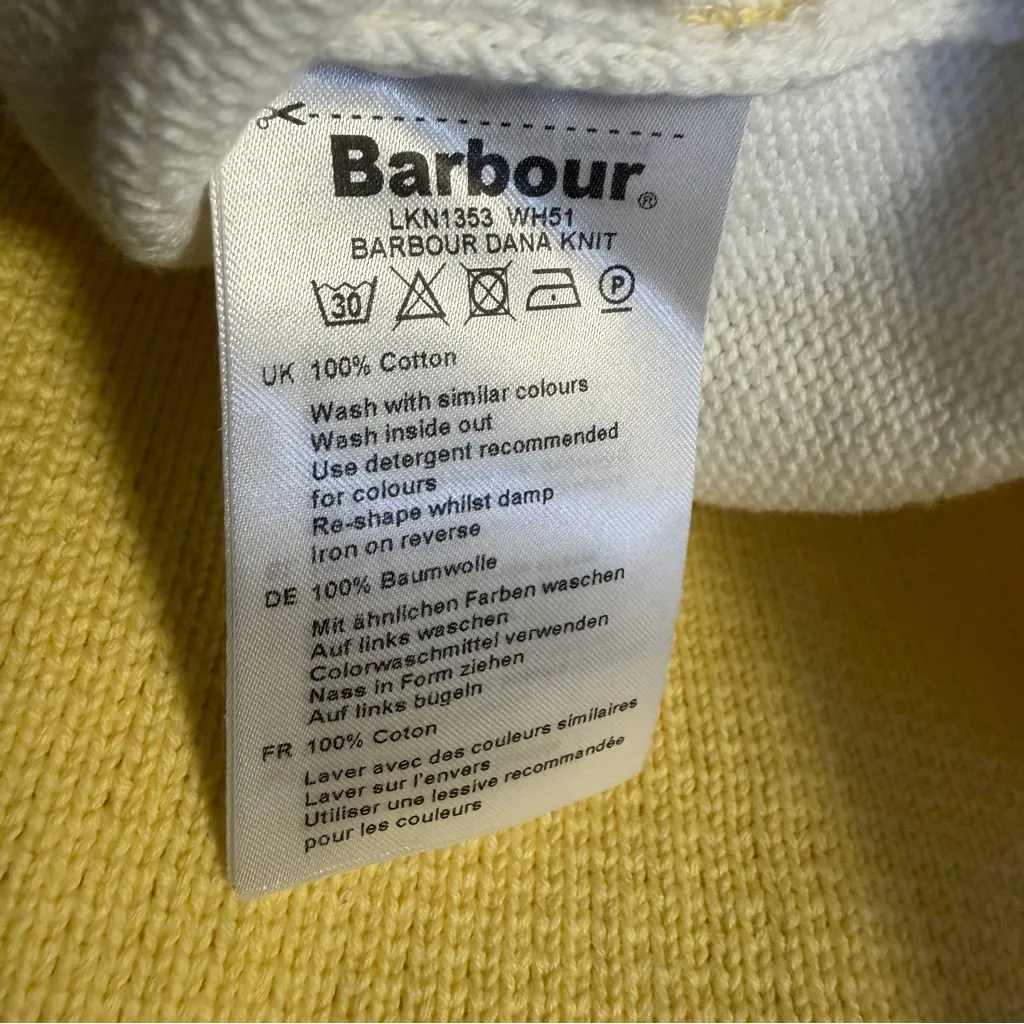 Barbour®
LKN1353 WH51
BARBOUR DANA KNIT
30 P
UK 100% Cotton
Wash with similar colours
Wash inside out
Use detergent recommended
for colours
Re-shape whilst damp
Iron on reverse
DE 100% Baumwolle
Mit ähnlichen Farben waschen
Auf links waschen
Colorwaschmittel verwenden
Nass in Form ziehen
Auf links bügeln
FR 100% Coton
Laver avec des couleurs similaires
Laver sur l'envers
Utiliser une lessive recommandée
pour les couleurs